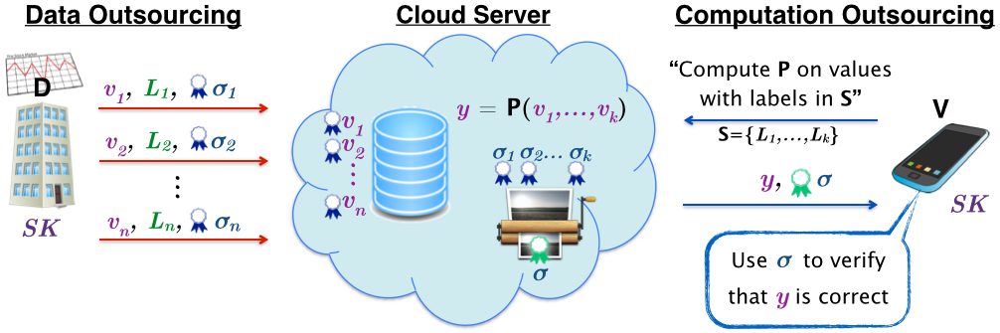 Data Outsourcing
Cloud Server
Computation Outsourcing
D
v₁, L₁, σ₁
v₂, L₂, σ₂
⋮
vₙ, Lₙ, σₙ
SK
y = P(v₁,...,vₖ)
v₁
v₂
⋮
vₙ
σ₁ σ₂... σₖ
σ
“Compute P on values
with labels in S”
S={L₁,...,Lₖ}
V
y, σ
SK
Use σ to verify
that y is correct